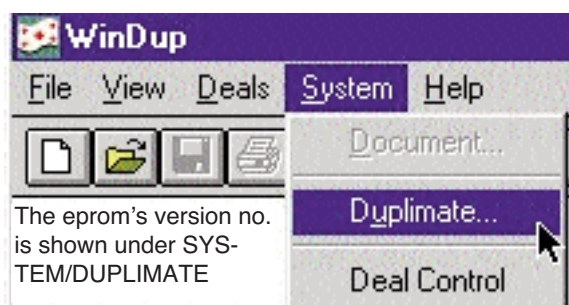 WinDup
File View Deals System Help
Document...
Duplimate...
Deal Control
The eprom's version no.
is shown under SYS-
TEM/DUPLIMATE